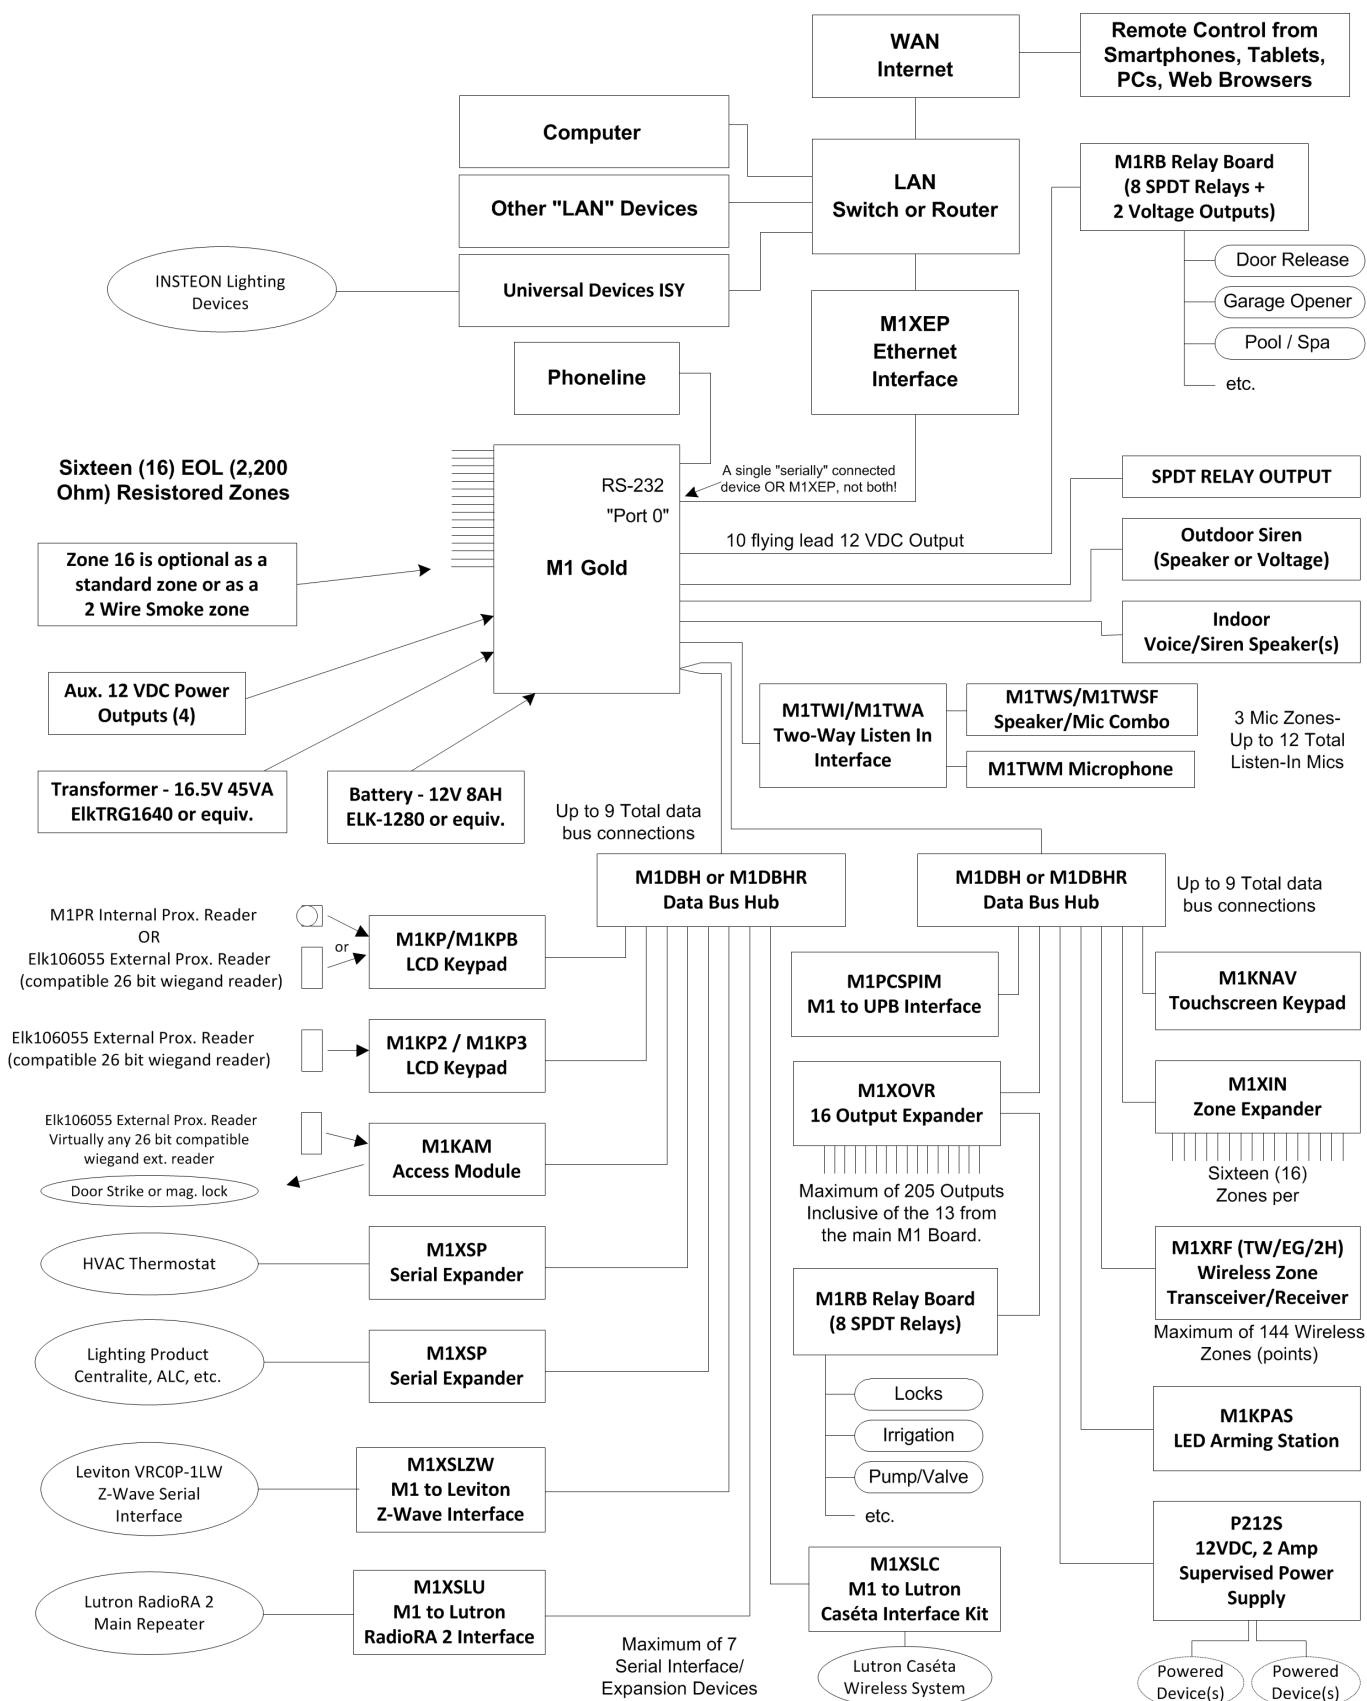 WAN
Internet
Remote Control from
Smartphones, Tablets,
PCs, Web Browsers
Computer
LAN
Switch or Router
M1RB Relay Board
(8 SPDT Relays +
2 Voltage Outputs)
Other "LAN" Devices
Door Release
INSTEON Lighting
Devices
Universal Devices ISY
Garage Opener
M1XEP
Ethernet
Interface
Pool / Spa
Phoneline
etc.
Sixteen (16) EOL (2,200
Ohm) Resistored Zones
RS-232
"Port 0"
A single "serially" connected
device OR M1XEP, not both!
SPDT RELAY OUTPUT
10 flying lead 12 VDC Output
Outdoor Siren
(Speaker or Voltage)
Zone 16 is optional as a
standard zone or as a
2 Wire Smoke zone
M1 Gold
Indoor
Voice/Siren Speaker(s)
Aux. 12 VDC Power
Outputs (4)
M1TWI/M1TWA
Two-Way Listen In
Interface
M1TWS/M1TWSF
Speaker/Mic Combo
3 Mic Zones-
Up to 12 Total
Listen-In Mics
M1TWM Microphone
Transformer - 16.5V 45VA
ElkTRG1640 or equiv.
Battery - 12V 8AH
ELK-1280 or equiv.
Up to 9 Total data
bus connections
M1DBH or M1DBHR
Data Bus Hub
M1DBH or M1DBHR
Data Bus Hub
Up to 9 Total data
bus connections
M1PR Internal Prox. Reader
OR
Elk106055 External Prox. Reader
(compatible 26 bit wiegand reader)
or
M1KP/M1KPB
LCD Keypad
M1PCSPIM
M1 to UPB Interface
M1KNAV
Touchscreen Keypad
Elk106055 External Prox. Reader
(compatible 26 bit wiegand reader)
M1KP2 / M1KP3
LCD Keypad
M1XOVR
16 Output Expander
M1XIN
Zone Expander
Elk106055 External Prox. Reader
Virtually any 26 bit compatible
wiegand ext. reader
Door Strike or mag. lock
M1KAM
Access Module
Maximum of 205 Outputs
Inclusive of the 13 from
the main M1 Board.
Sixteen (16)
Zones per
HVAC Thermostat
M1XSP
Serial Expander
M1RB Relay Board
(8 SPDT Relays)
M1XRF (TW/EG/2H)
Wireless Zone
Transceiver/Receiver
Maximum of 144 Wireless
Zones (points)
Lighting Product
Centralite, ALC, etc.
M1XSP
Serial Expander
Locks
Irrigation
Pump/Valve
etc.
M1KPAS
LED Arming Station
Leviton VRC0P-1LW
Z-Wave Serial
Interface
M1XSLZW
M1 to Leviton
Z-Wave Interface
P212S
12VDC, 2 Amp
Supervised Power
Supply
Lutron RadioRA 2
Main Repeater
M1XSLU
M1 to Lutron
RadioRA 2 Interface
M1XSLC
M1 to Lutron
Caséta Interface Kit
Maximum of 7
Serial Interface/
Expansion Devices
Lutron Caséta
Wireless System
Powered
Device(s)
Powered
Device(s)